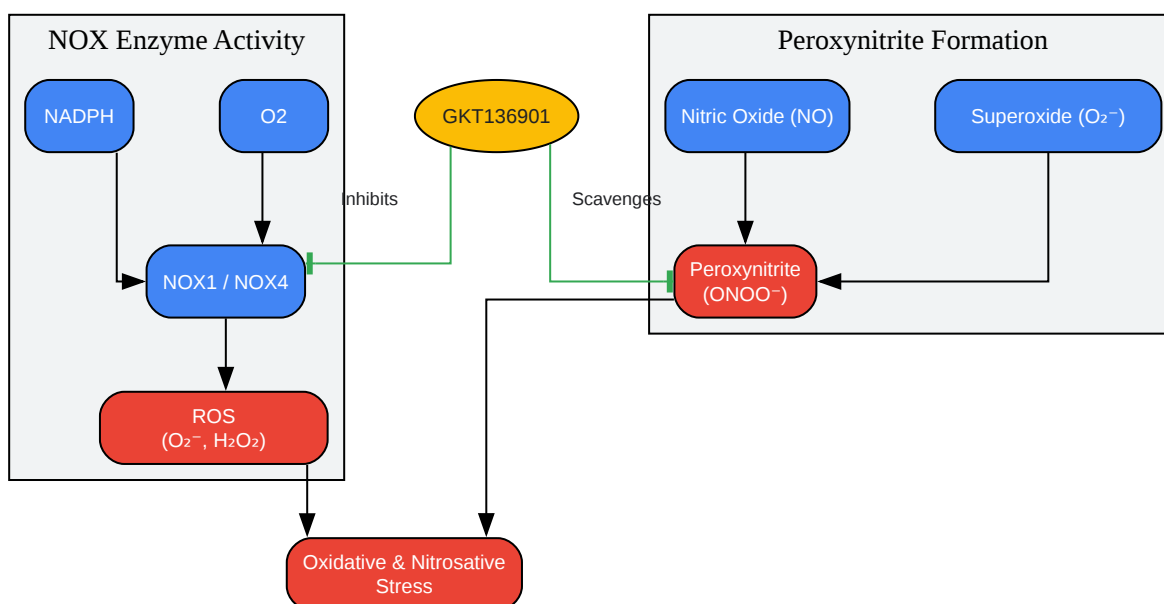 NOX Enzyme Activity
Peroxynitrite Formation
NADPH
O2
GKT136901
Nitric Oxide (NO)
Superoxide (O₂⁻)
Inhibits
Scavenges
NOX1 / NOX4
Peroxynitrite
(ONOO⁻)
ROS
(O₂⁻, H₂O₂)
Oxidative & Nitrosative
Stress